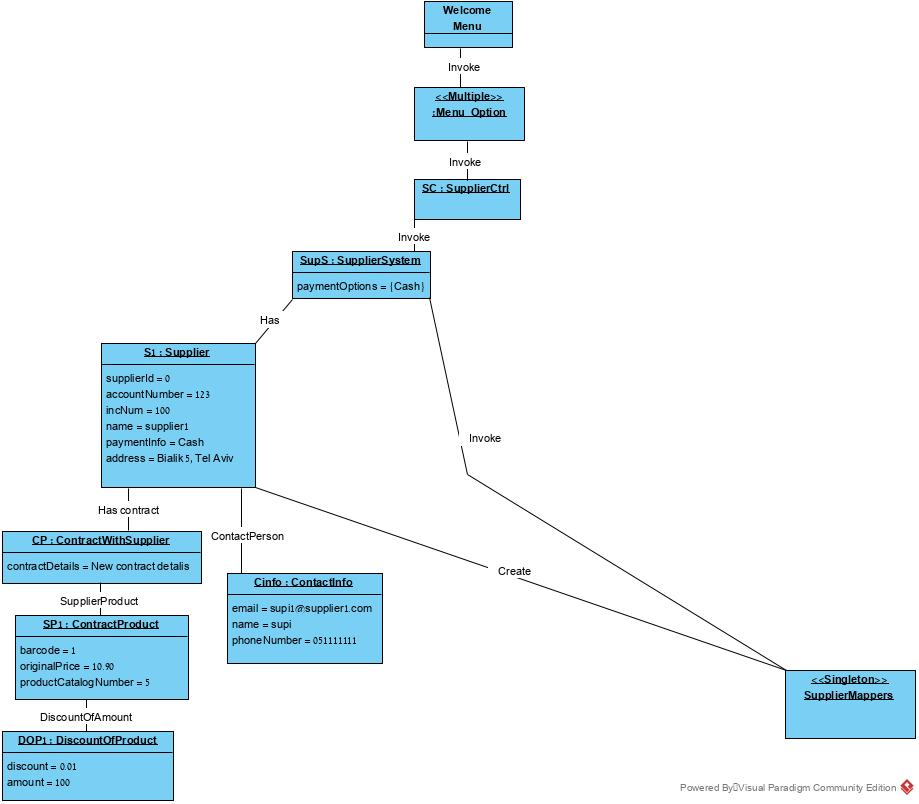 Welcome
Menu
Invoke
<<Multiple>>
:Menu_Option
Invoke
SC : SupplierCtrl
Invoke
SupS : SupplierSystem
paymentOptions = {Cash}
Has
S1 : Supplier
supplierId = 0
accountNumber = 123
incNum = 100
name = supplier1
paymentInfo = Cash
address = Bialik 5, Tel Aviv
Invoke
Has contract
ContactPerson
CP : ContractWithSupplier
contractDetails = New contract detalis
Create
Cinfo : ContactInfo
email = supi1@supplier1.com
name = supi
phoneNumber = 051111111
SupplierProduct
SP1 : ContractProduct
barcode = 1
originalPrice = 10.90
productCatalogNumber = 5
<<Singleton>>
SupplierMappers
DiscountOfAmount
DOP1 : DiscountOfProduct
discount = 0.01
amount = 100
Powered By Visual Paradigm Community Edition